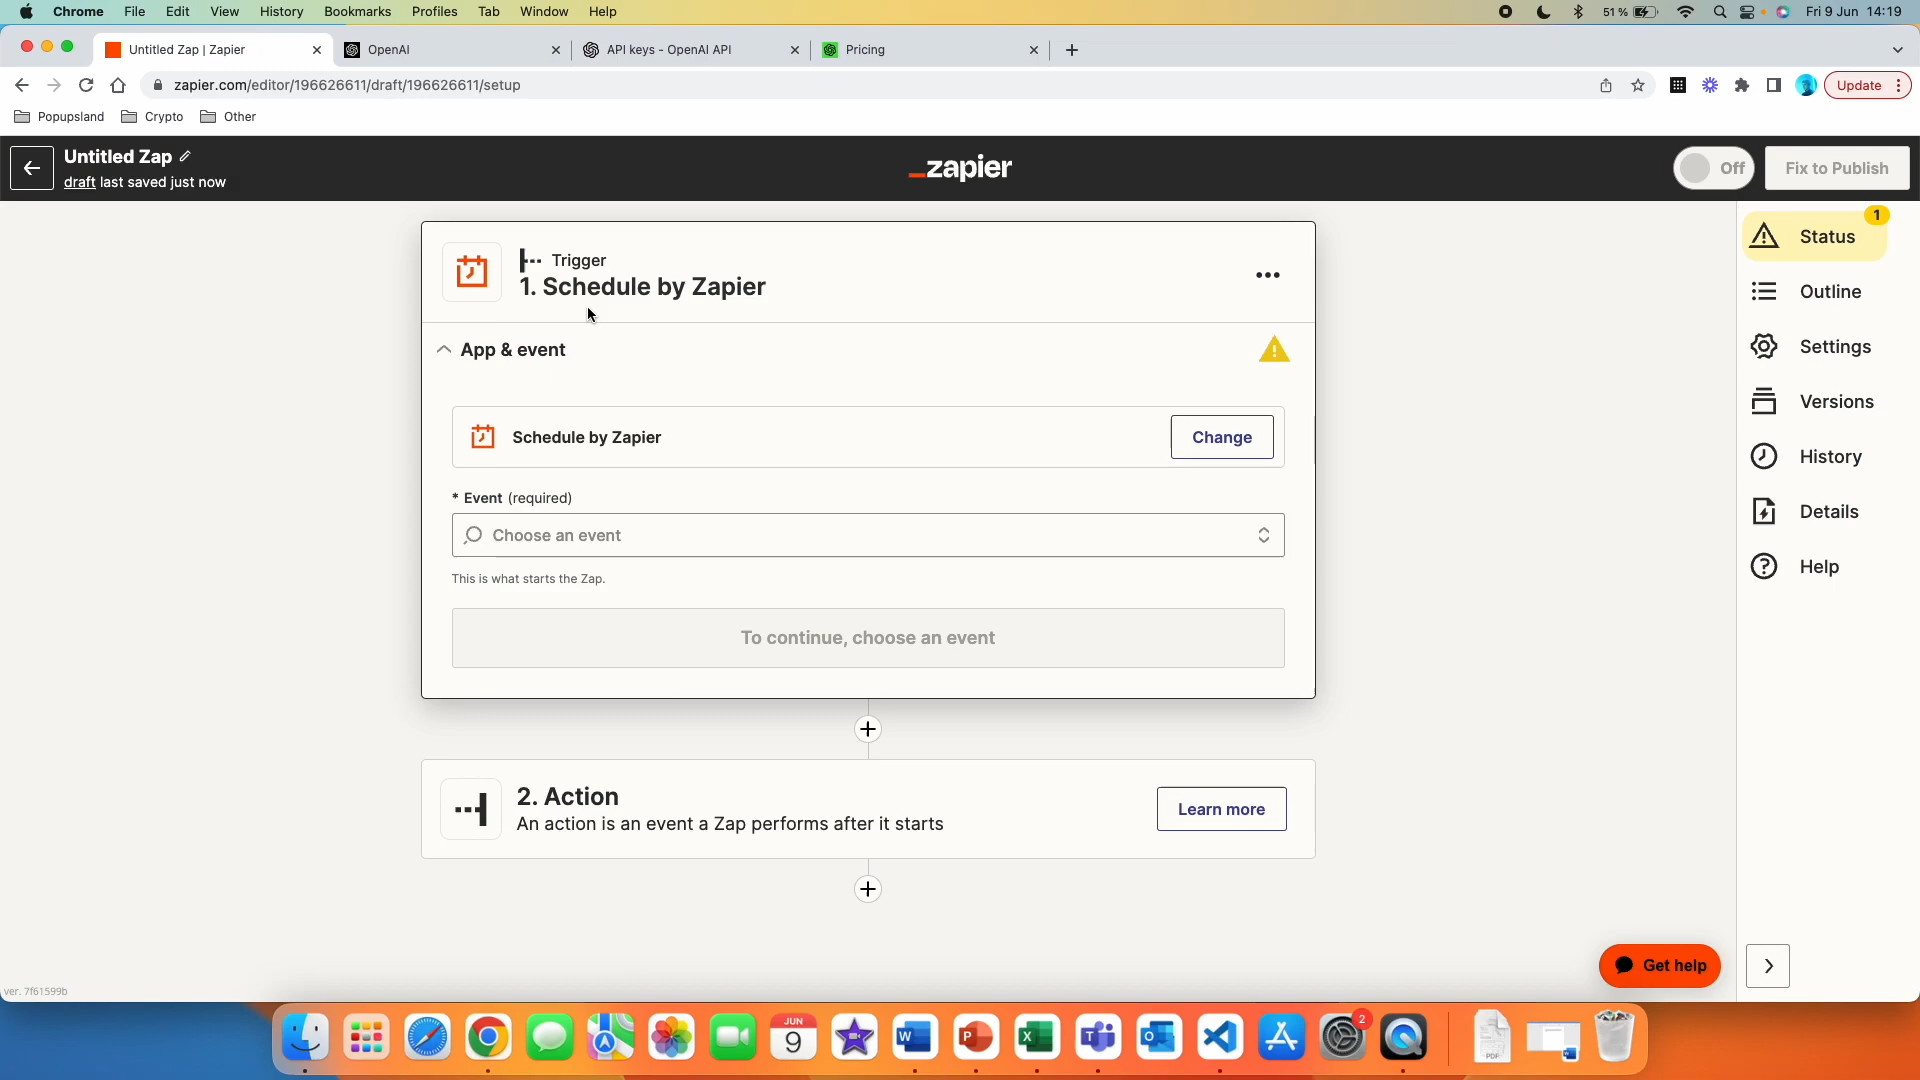 Chrome File Edit View History Bookmarks Profiles Tab Window Help 51 % Fri 9 Jun 14:19
Untitled Zap | Zapier OpenAI API keys - OpenAI API Pricing
zapier.com/editor/196626611/draft/196626611/setup Update
Popupsland Crypto Other
Untitled Zap
draft last saved just now
zapier
Off
Fix to Publish
Trigger
1. Schedule by Zapier
App & event
Schedule by Zapier
Change
* Event (required)
Choose an event
This is what starts the Zap.
To continue, choose an event
2. Action
An action is an event a Zap performs after it starts
Learn more
1
Status
Outline
Settings
Versions
History
Details
Help
Get help
ver. 7f61599b
JUN
9
W
P
X
T
O
2
PDF
W